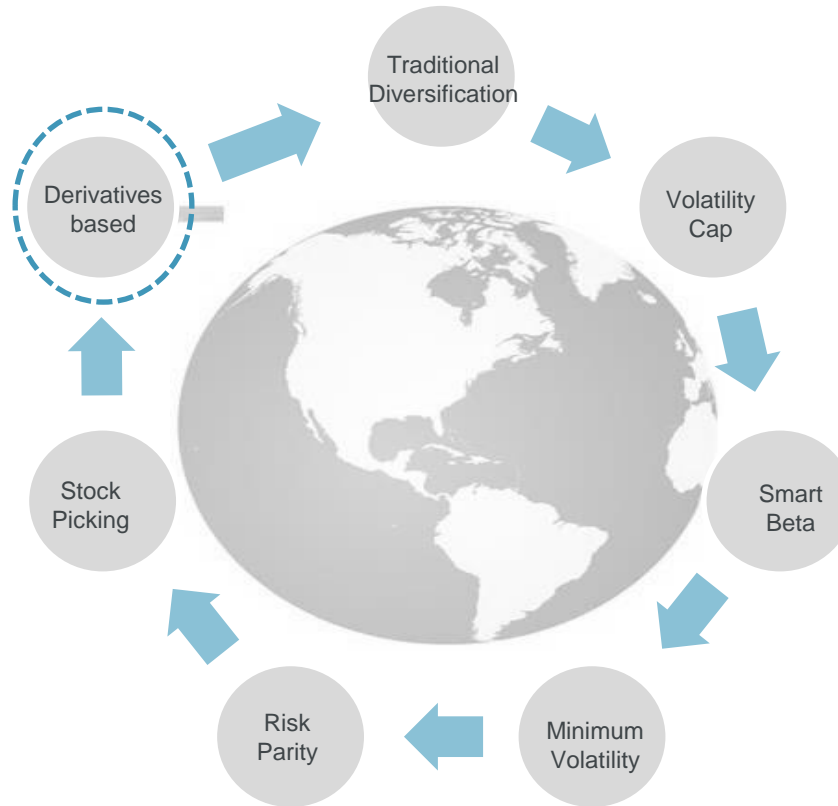 Traditional
Diversification
Volatility
Cap
Smart
Beta
Minimum
Volatility
Risk
Parity
Stock
Picking
Derivatives
based